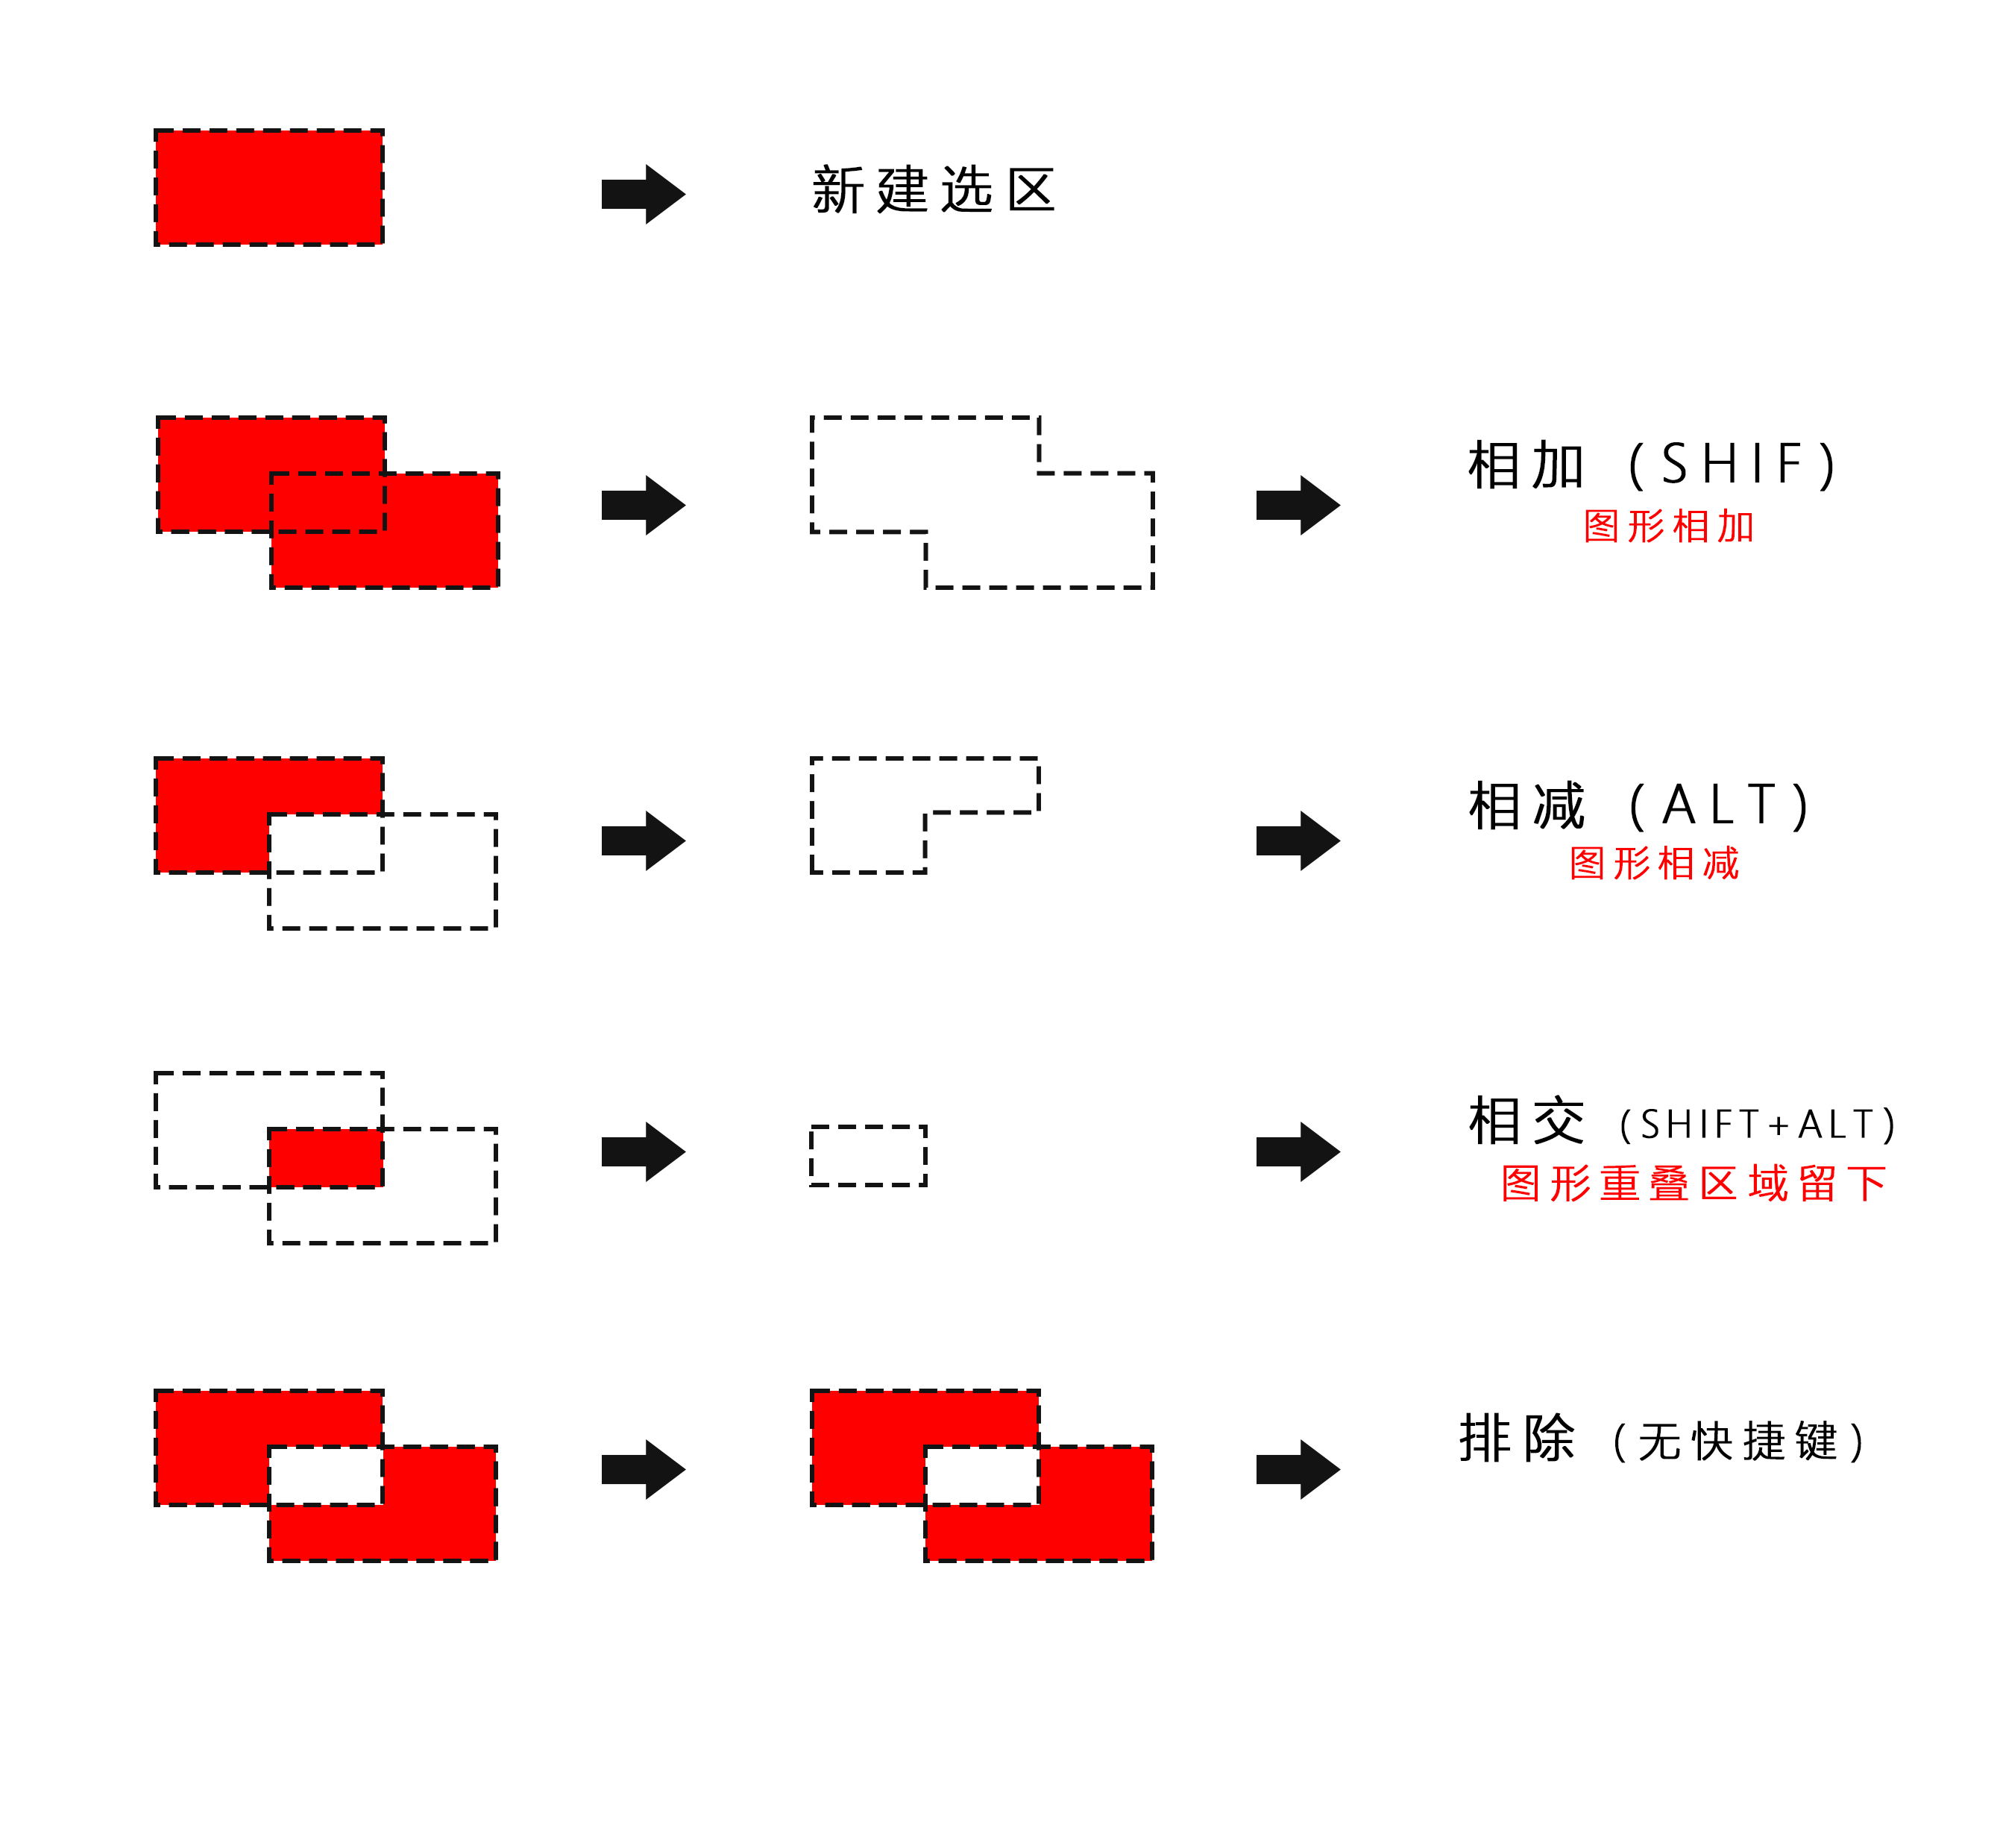 新建选区
相加（SHIF）
图形相加
相减（ALT）
图形相减
相交（SHIFT+ALT）
图形重叠区域留下
排除（无快捷键）